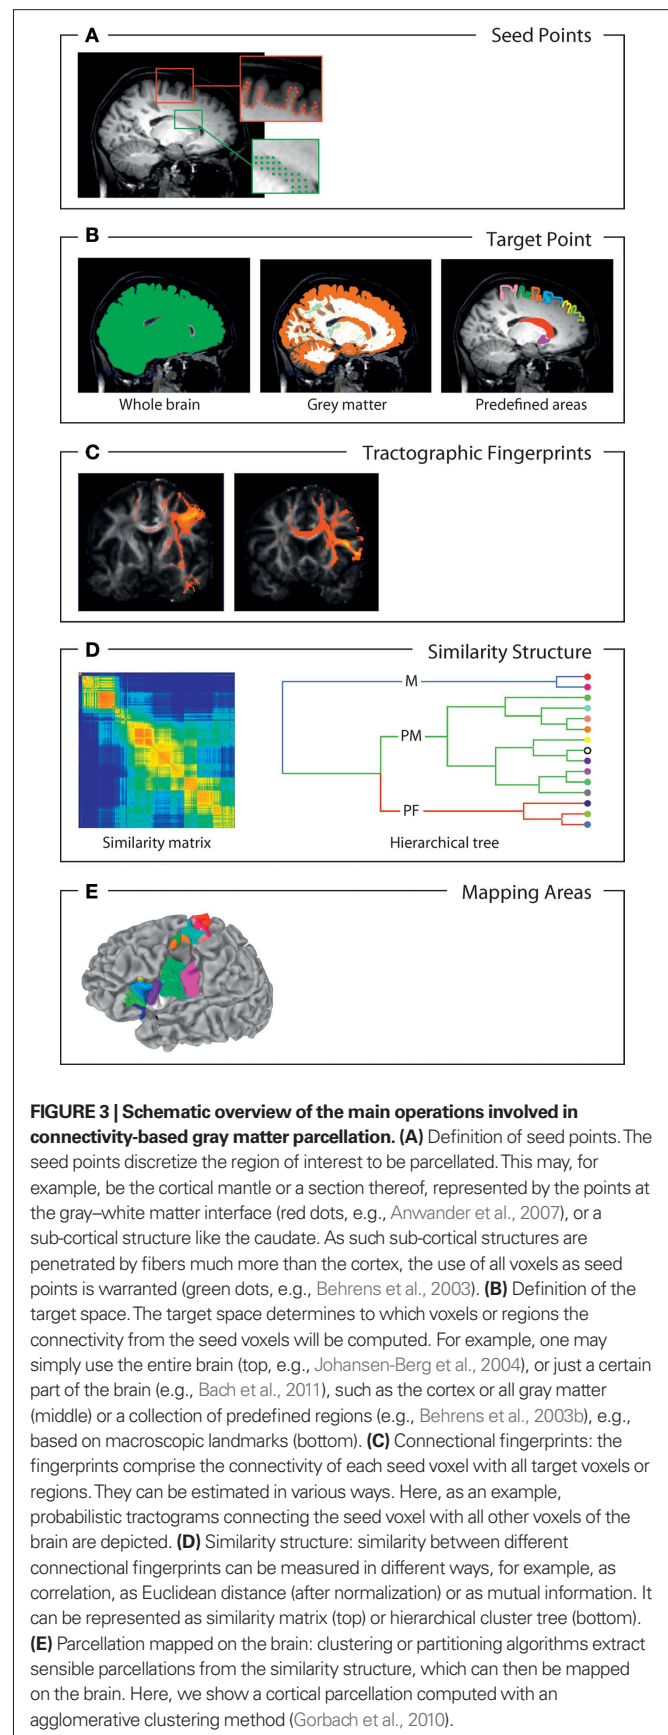 A
Seed Points
B
Target Point
Whole brain
Grey matter
Predefined areas
C
Tractographic Fingerprints
D
Similarity Structure
M
PM
PF
Similarity matrix
Hierarchical tree
E
Mapping Areas
FIGURE 3 | Schematic overview of the main operations involved in
connectivity-based gray matter parcellation. (A) Definition of seed points. The
seed points discretize the region of interest to be parcellated. This may, for
example, be the cortical mantle or a section thereof, represented by the points at
the gray–white matter interface (red dots, e.g., Anwander et al., 2007), or a
sub-cortical structure like the caudate. As such sub-cortical structures are
penetrated by fibers much more than the cortex, the use of all voxels as seed
points is warranted (green dots, e.g., Behrens et al., 2003). (B) Definition of the
target space. The target space determines to which voxels or regions the
connectivity from the seed voxels will be computed. For example, one may
simply use the entire brain (top, e.g., Johansen-Berg et al., 2004), or just a certain
part of the brain (e.g., Bach et al., 2011), such as the cortex or all gray matter
(middle) or a collection of predefined regions (e.g., Behrens et al., 2003b), e.g.,
based on macroscopic landmarks (bottom). (C) Connectional fingerprints: the
fingerprints comprise the connectivity of each seed voxel with all target voxels or
regions. They can be estimated in various ways. Here, as an example,
probabilistic tractograms connecting the seed voxel with all other voxels of the
brain are depicted. (D) Similarity structure: similarity between different
connectional fingerprints can be measured in different ways, for example, as
correlation, as Euclidean distance (after normalization) or as mutual information. It
can be represented as similarity matrix (top) or hierarchical cluster tree (bottom).
(E) Parcellation mapped on the brain: clustering or partitioning algorithms extract
sensible parcellations from the similarity structure, which can then be mapped
on the brain. Here, we show a cortical parcellation computed with an
agglomerative clustering method (Gorbach et al., 2010).